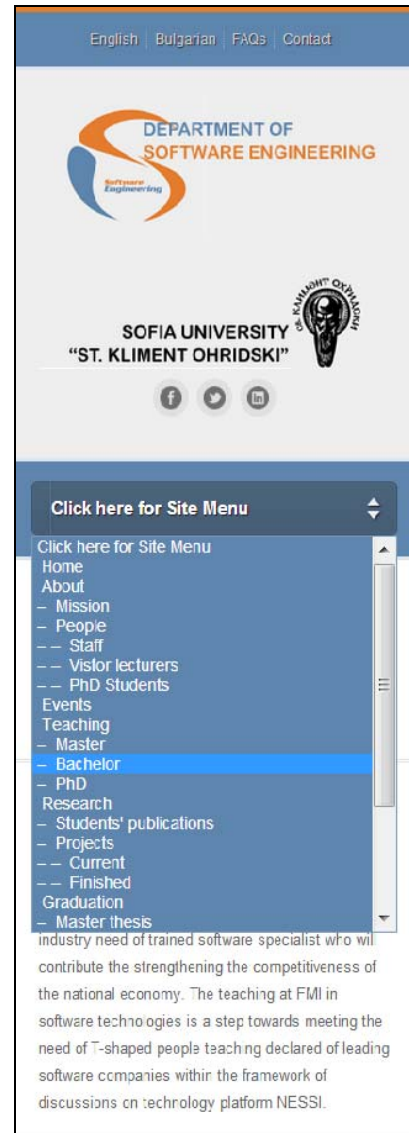 English Bulgarian FAQs Contact
DEPARTMENT OF
SOFTWARE ENGINEERING
Software
Engineering
СВ. КЛИМЕНТ ОХРИДСКИ
SOFIA UNIVERSITY
“ST. KLIMENT OHRIDSKI”
Click here for Site Menu
Click here for Site Menu
Home
About
– Mission
– People
– – Staff
– – Visitor lecturers
– – PhD Students
Events
Teaching
– Master
– Bachelor
– PhD
Research
– Students' publications
– Projects
– – Current
– – Finished
Graduation
– Master thesis
industry need of trained software specialist who will
contribute the strengthening the competitiveness of
the national economy. The teaching at FMI in
software technologies is a step towards meeting the
need of T-shaped people teaching declared of leading
software companies within the framework of
discussions on technology platform NESSI.